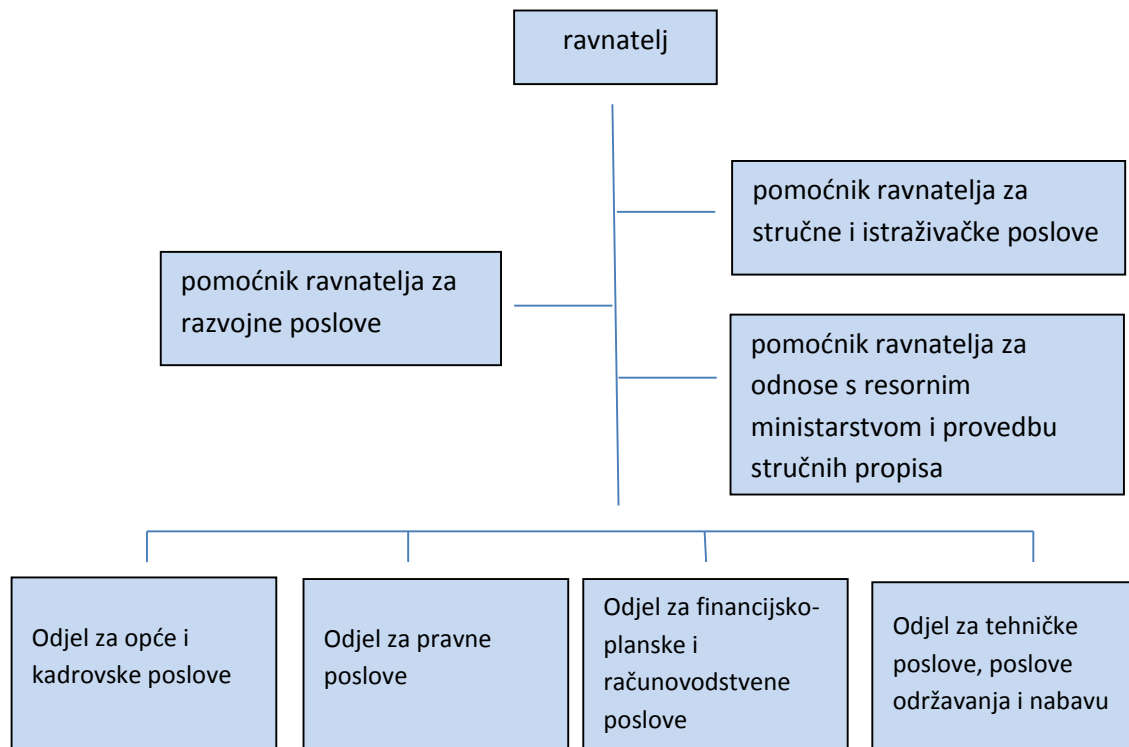 ravnatelj
pomoćnik ravnatelja za
stručne i istraživačke poslove
pomoćnik ravnatelja za
razvojne poslove
pomoćnik ravnatelja za
odnose s resornim
ministarstvom i provedbu
stručnih propisa
Odjel za opće i
kadrovske poslove
Odjel za pravne
poslove
Odjel za financijsko-
planske i
računovodstvene
poslove
Odjel za tehničke
poslove, poslove
održavanja i nabavu